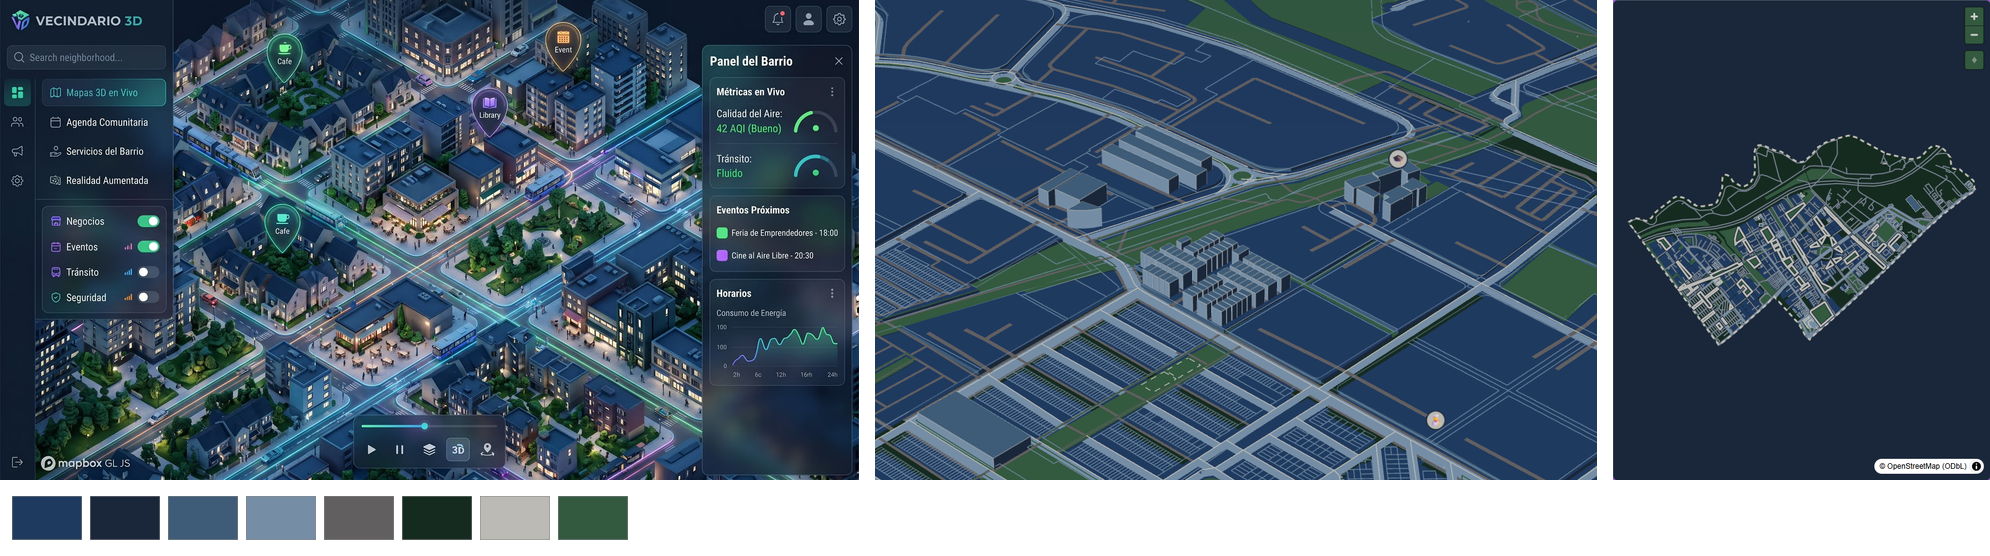 VECINDARIO 3D
Search neighborhood...
Mapas 3D en Vivo
Agenda Comunitaria
Servicios del Barrio
Realidad Aumentada
Negocios
Eventos
Tránsito
Seguridad
mapbox GL JS
Cafe
Event
Library
Cafe
3D
Panel del Barrio
Métricas en Vivo
Calidad del Aire:
42 AQI (Bueno)
Tránsito:
Fluido
Eventos Próximos
Feria de Emprendedores - 18:00
Cine al Aire Libre - 20:30
Horarios
Consumo de Energía
100
100
0
2h 6c 12h 16h 24h
© OpenStreetMap (ODbL)